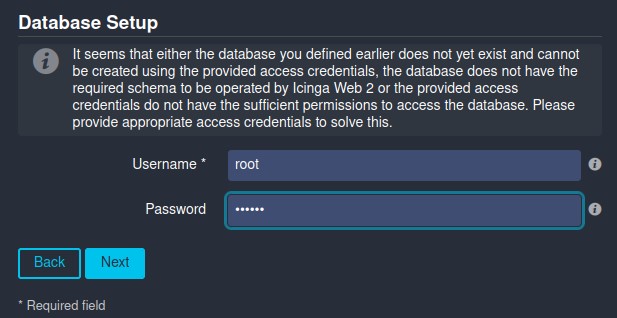 Database Setup
It seems that either the database you defined earlier does not yet exist and cannot
be created using the provided access credentials, the database does not have the
required schema to be operated by Icinga Web 2 or the provided access
credentials do not have the sufficient permissions to access the database. Please
provide appropriate access credentials to solve this.
Username * root
Password ••••••
Back Next
* Required field